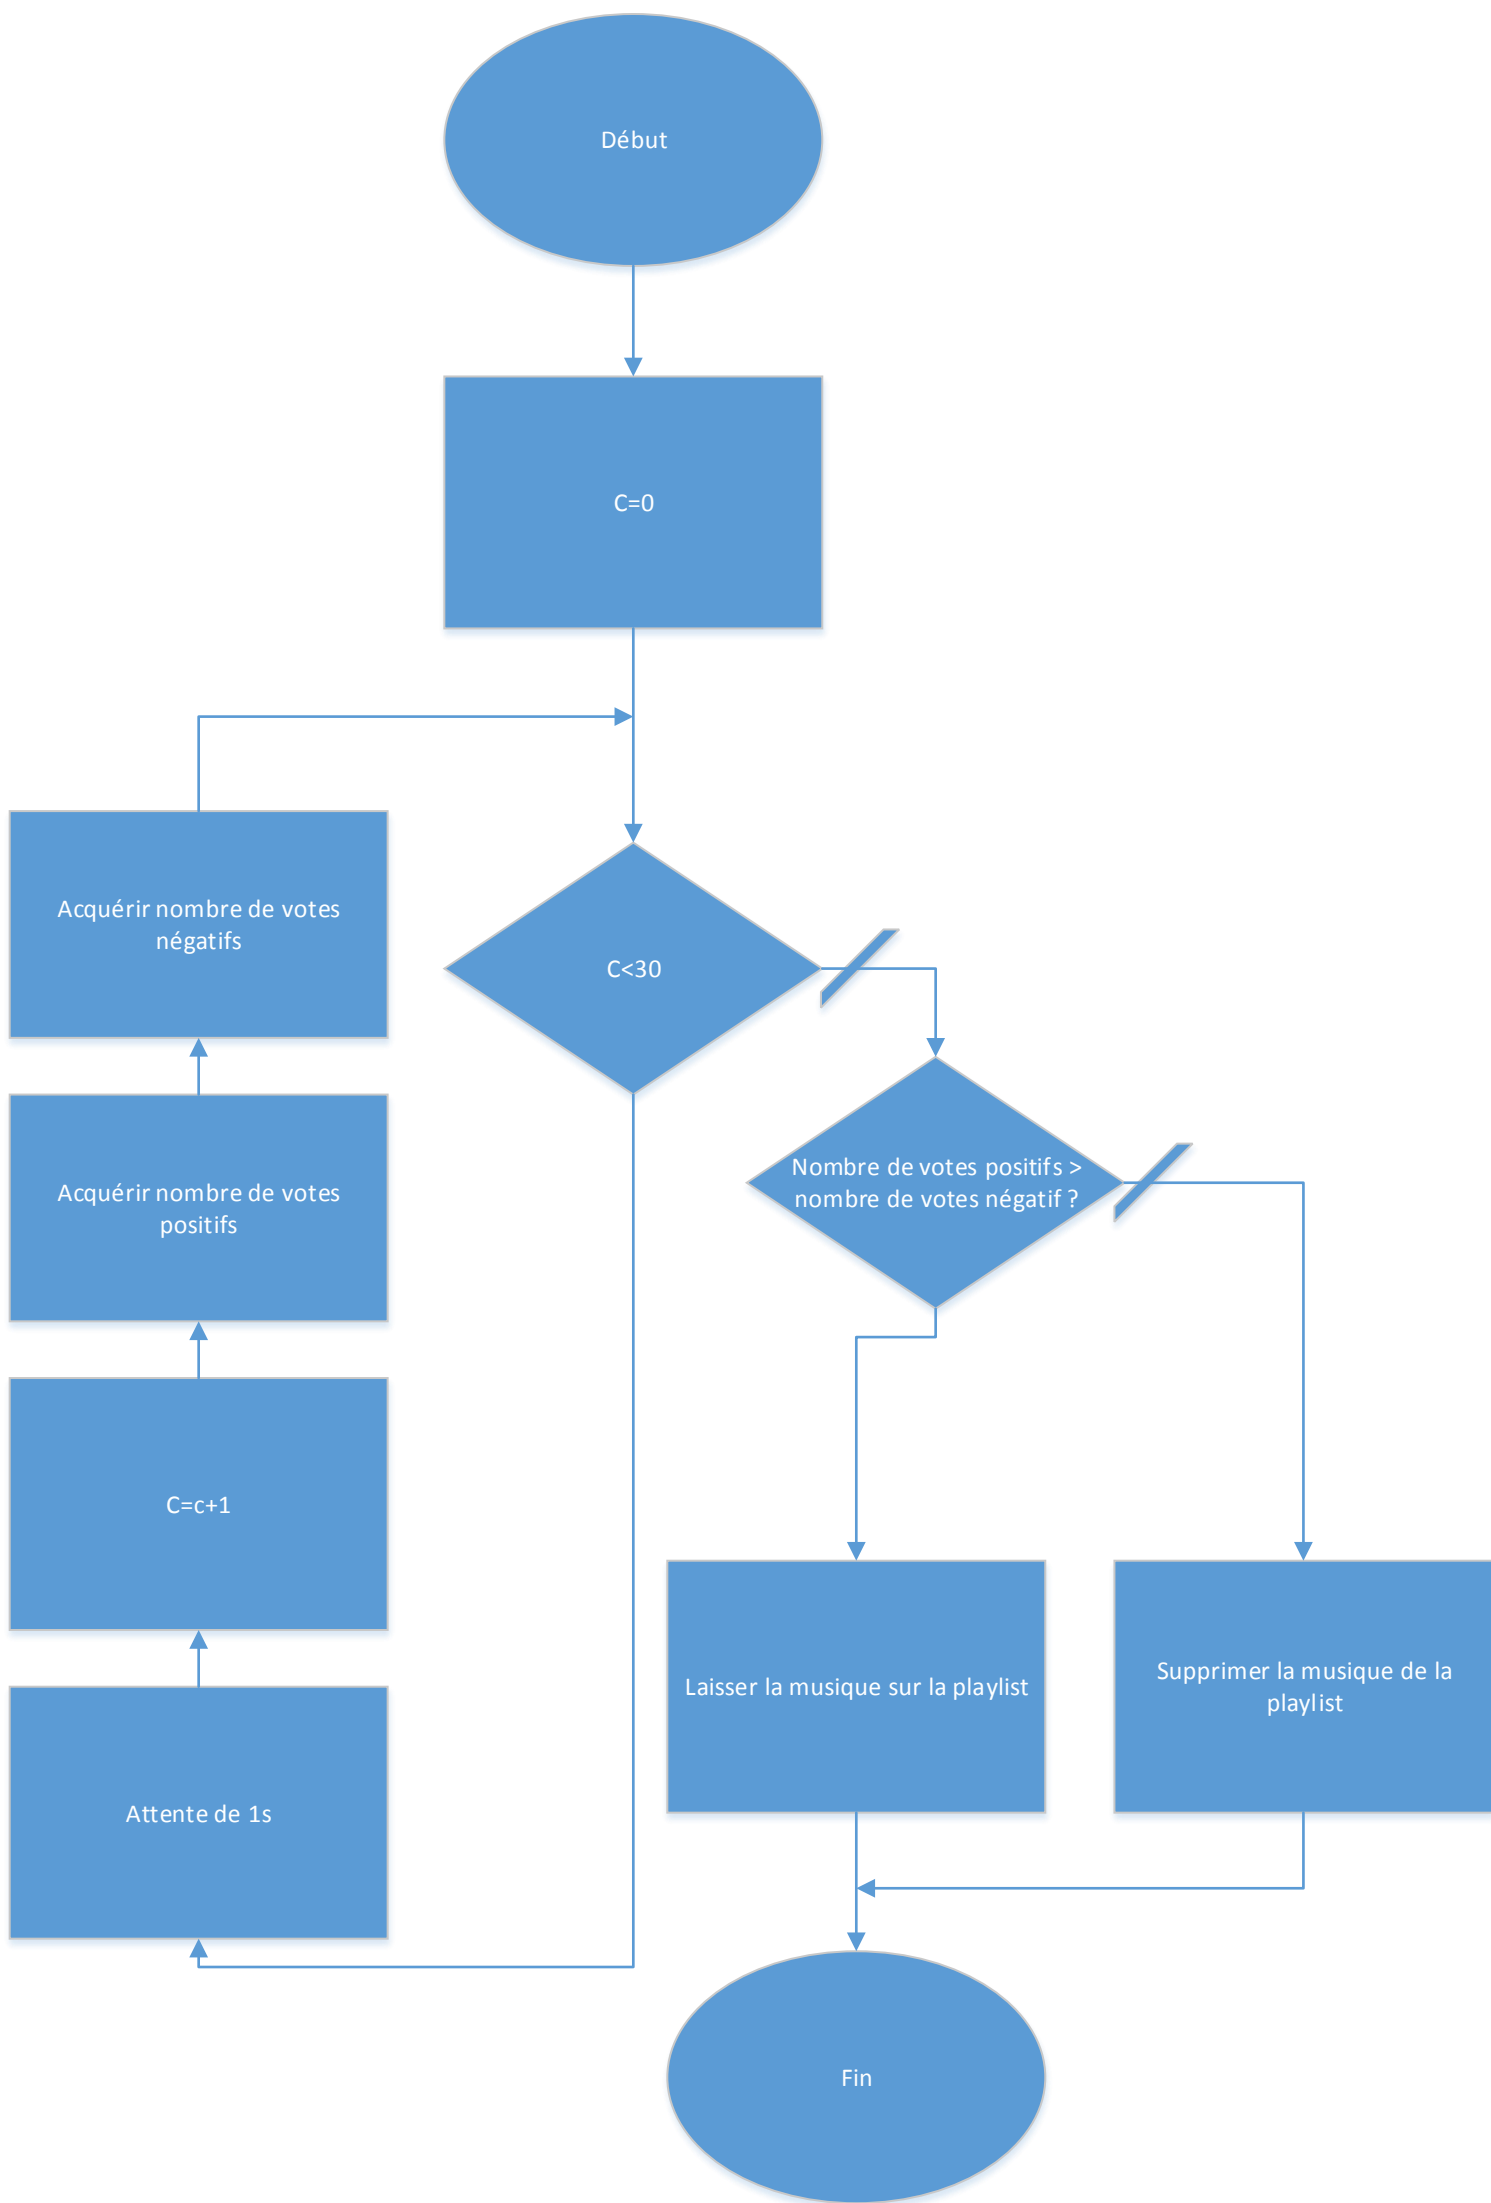 Début
C=0
Acquérir nombre de votes
négatifs
C<30
Acquérir nombre de votes
positifs
Nombre de votes positifs >
nombre de votes négatif ?
C=c+1
Laisser la musique sur la playlist
Supprimer la musique de la
playlist
Attente de 1s
Fin